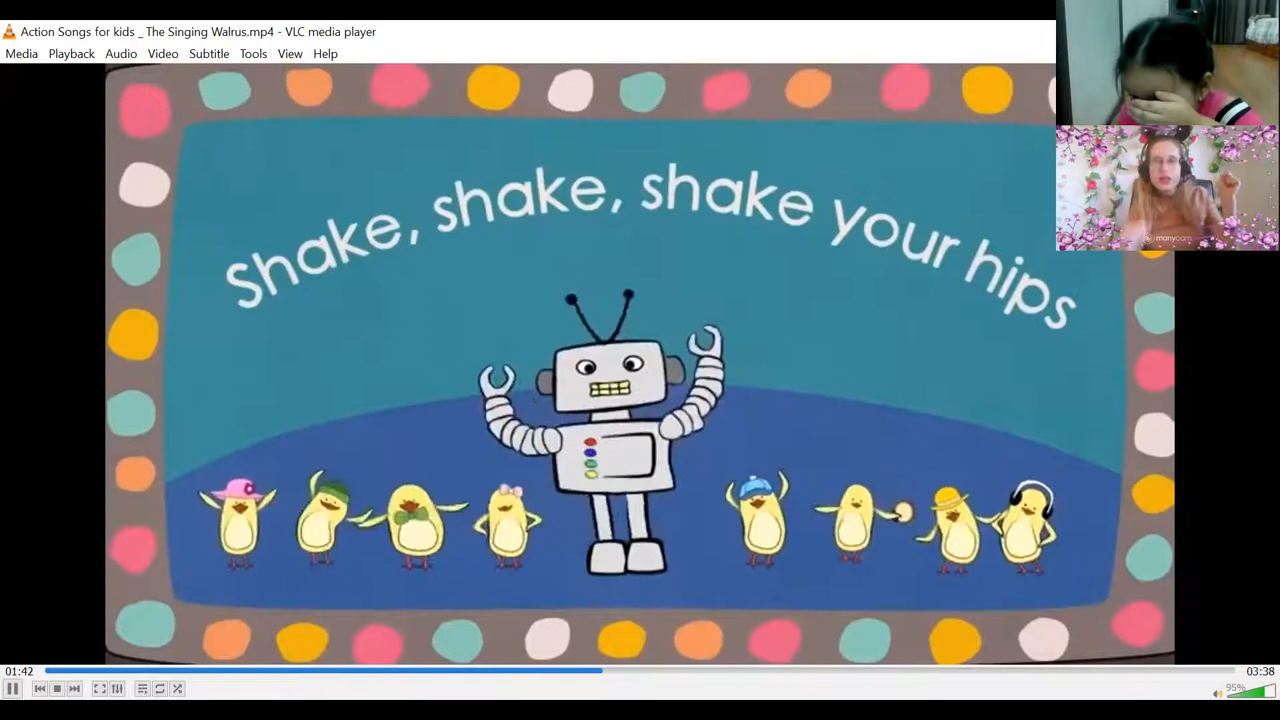 Action Songs for kids _ The Singing Walrus.mp4 - VLC media player
Media Playback Audio Video Subtitle Tools View Help
Shake, shake, shake your hips
manycam
01:42
03:38
95%